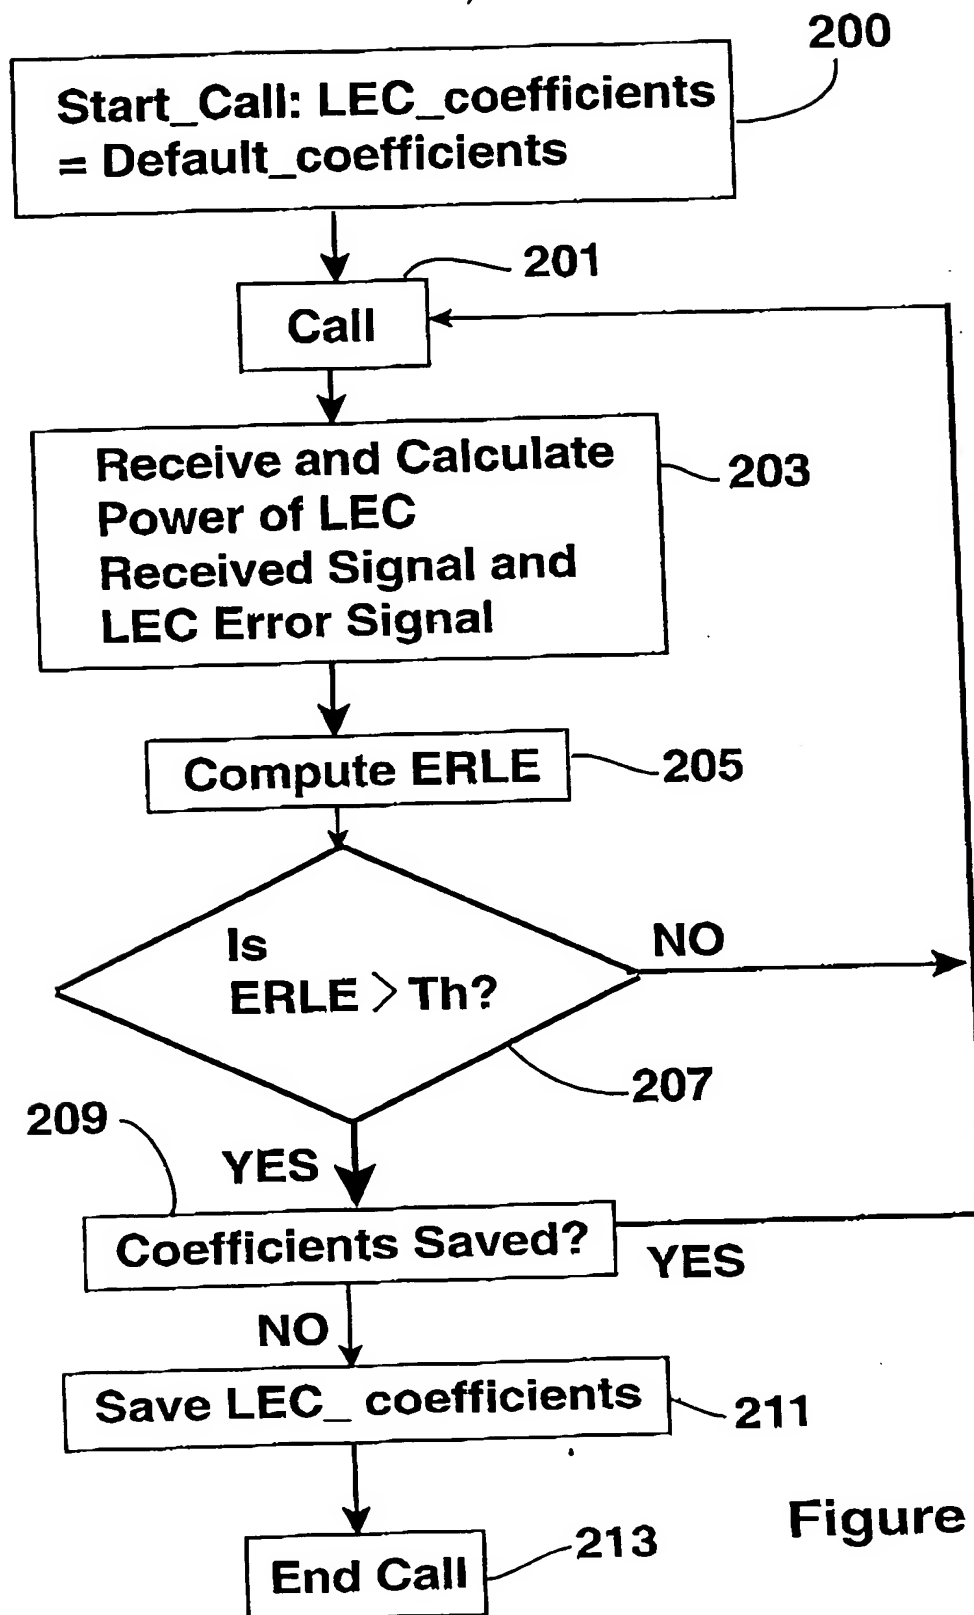 200
Start_Call: LEC_coefficients
= Default_coefficients
201
Call
Receive and Calculate
Power of LEC
Received Signal and
LEC Error Signal
203
Compute ERLE
205
Is
ERLE > Th?
NO
207
209
YES
Coefficients Saved?
YES
NO
Save LEC_ coefficients
211
Figure
End Call
213